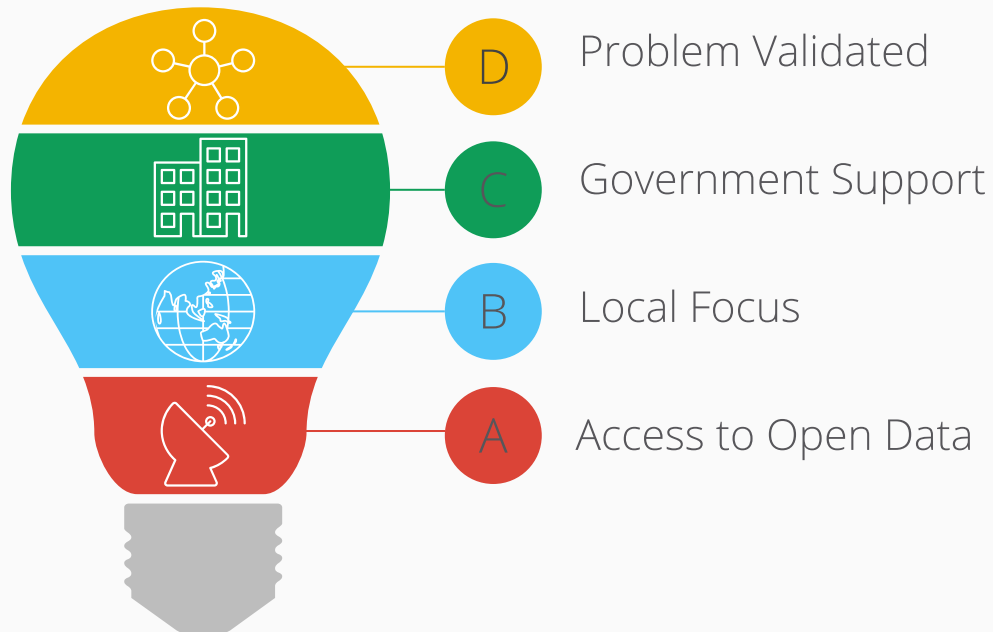 D Problem Validated
C Government Support
B Local Focus
A Access to Open Data